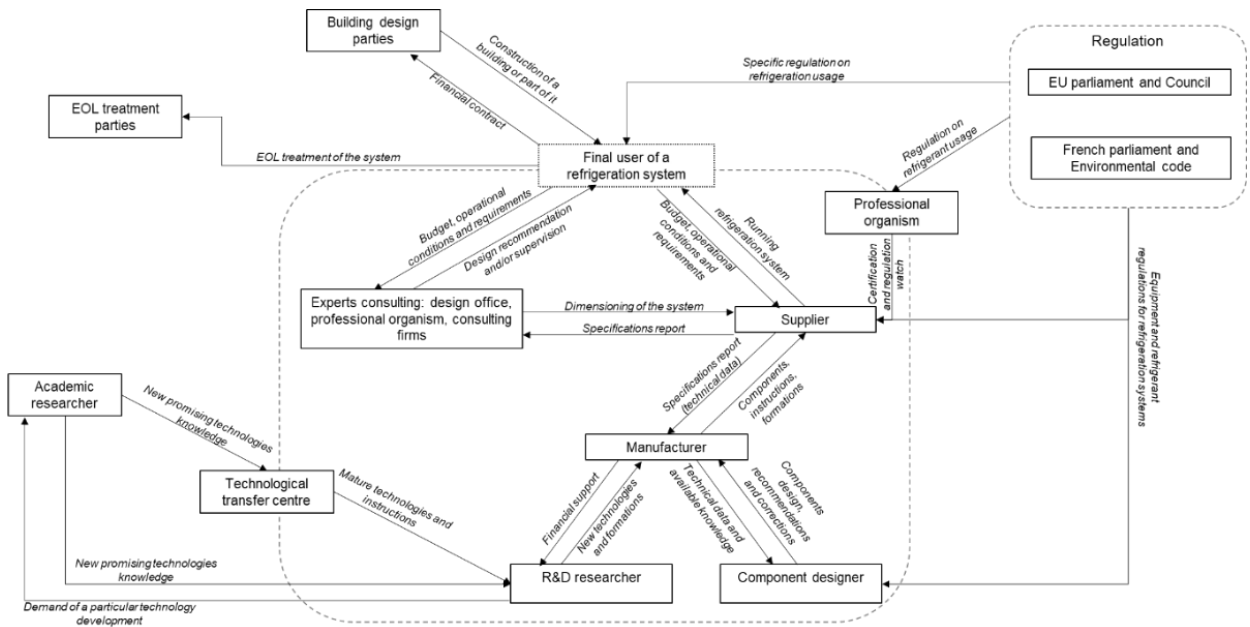 Building design
parties
Construction of a
building or part of it
Financial contract
Specific regulation on
refrigeration usage
Regulation
EU parliament and Council
French parliament and
Environmental code
EOL treatment
parties
EOL treatment of the system
Final user of a
refrigeration system
Regulation on
refrigerant usage
Professional
organism
Budget, operational
conditions and requirements
Design recommendation
and/or supervision
Budget, operational
conditions and
requirements
Running
refrigeration system
Certification
and regulation
watch
Equipment and refrigerant
regulations for refrigeration systems
Experts consulting: design office,
professional organism, consulting
firms
Dimensioning of the system
Specifications report
Supplier
Specifications report
(technical data)
Components,
instructions,
formations
Academic
researcher
New promising technologies
knowledge
Manufacturer
Technological
transfer centre
Mature technologies and
instructions
Financial support
New technologies
and formations
Technical data and
available knowledge
Components
design,
recommendations
and corrections
New promising technologies
knowledge
R&D researcher
Component designer
Demand of a particular technology
development